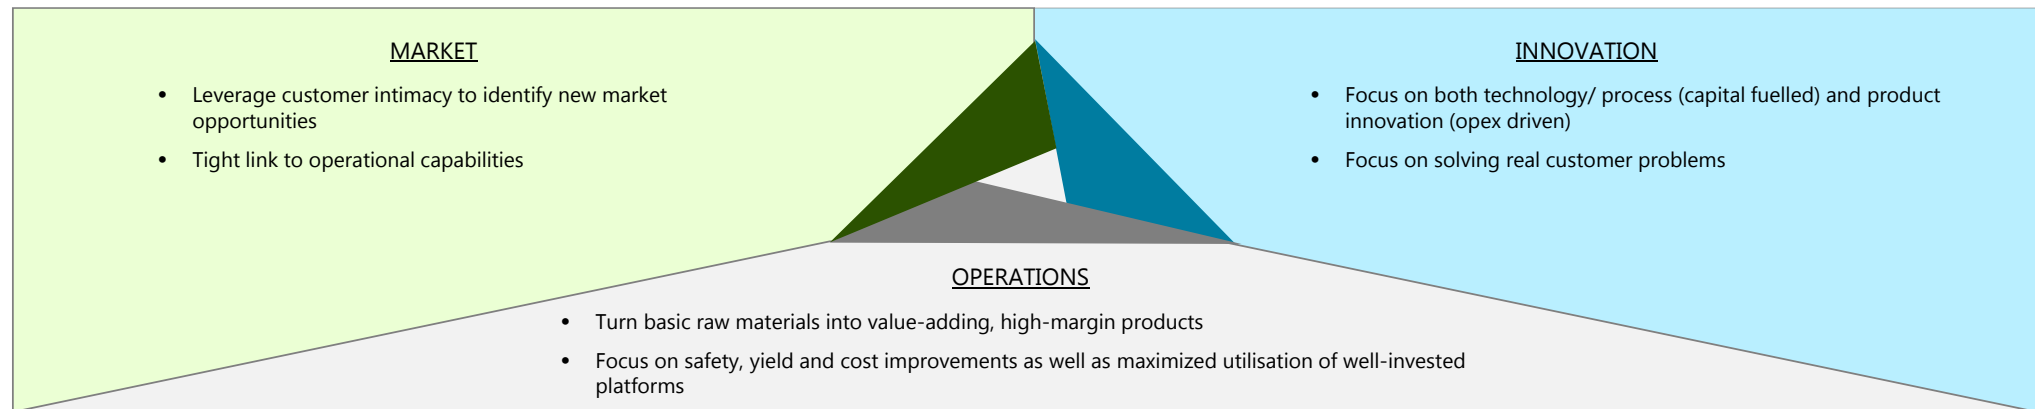 MARKET
• Leverage customer intimacy to identify new market
opportunities
• Tight link to operational capabilities
INNOVATION
• Focus on both technology/ process (capital fuelled) and product
innovation (opex driven)
• Focus on solving real customer problems
OPERATIONS
• Turn basic raw materials into value-adding, high-margin products
• Focus on safety, yield and cost improvements as well as maximized utilisation of well-invested
platforms